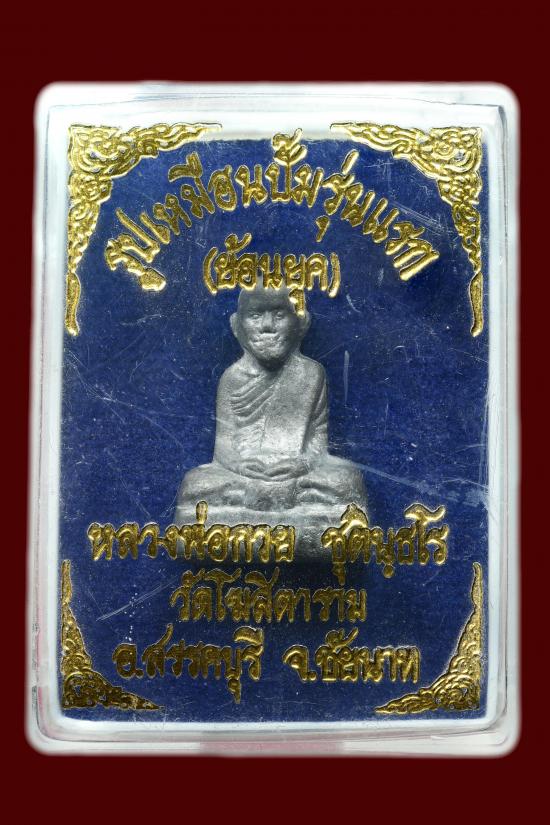 รูปเหมือนปั๊มรุ่นแรก
(ย้อนยุค)
หลวงพ่อกวย ชุตินฺธโร
วัดโฆสิตาราม
อ.สรรคบุรี จ.ชัยนาท